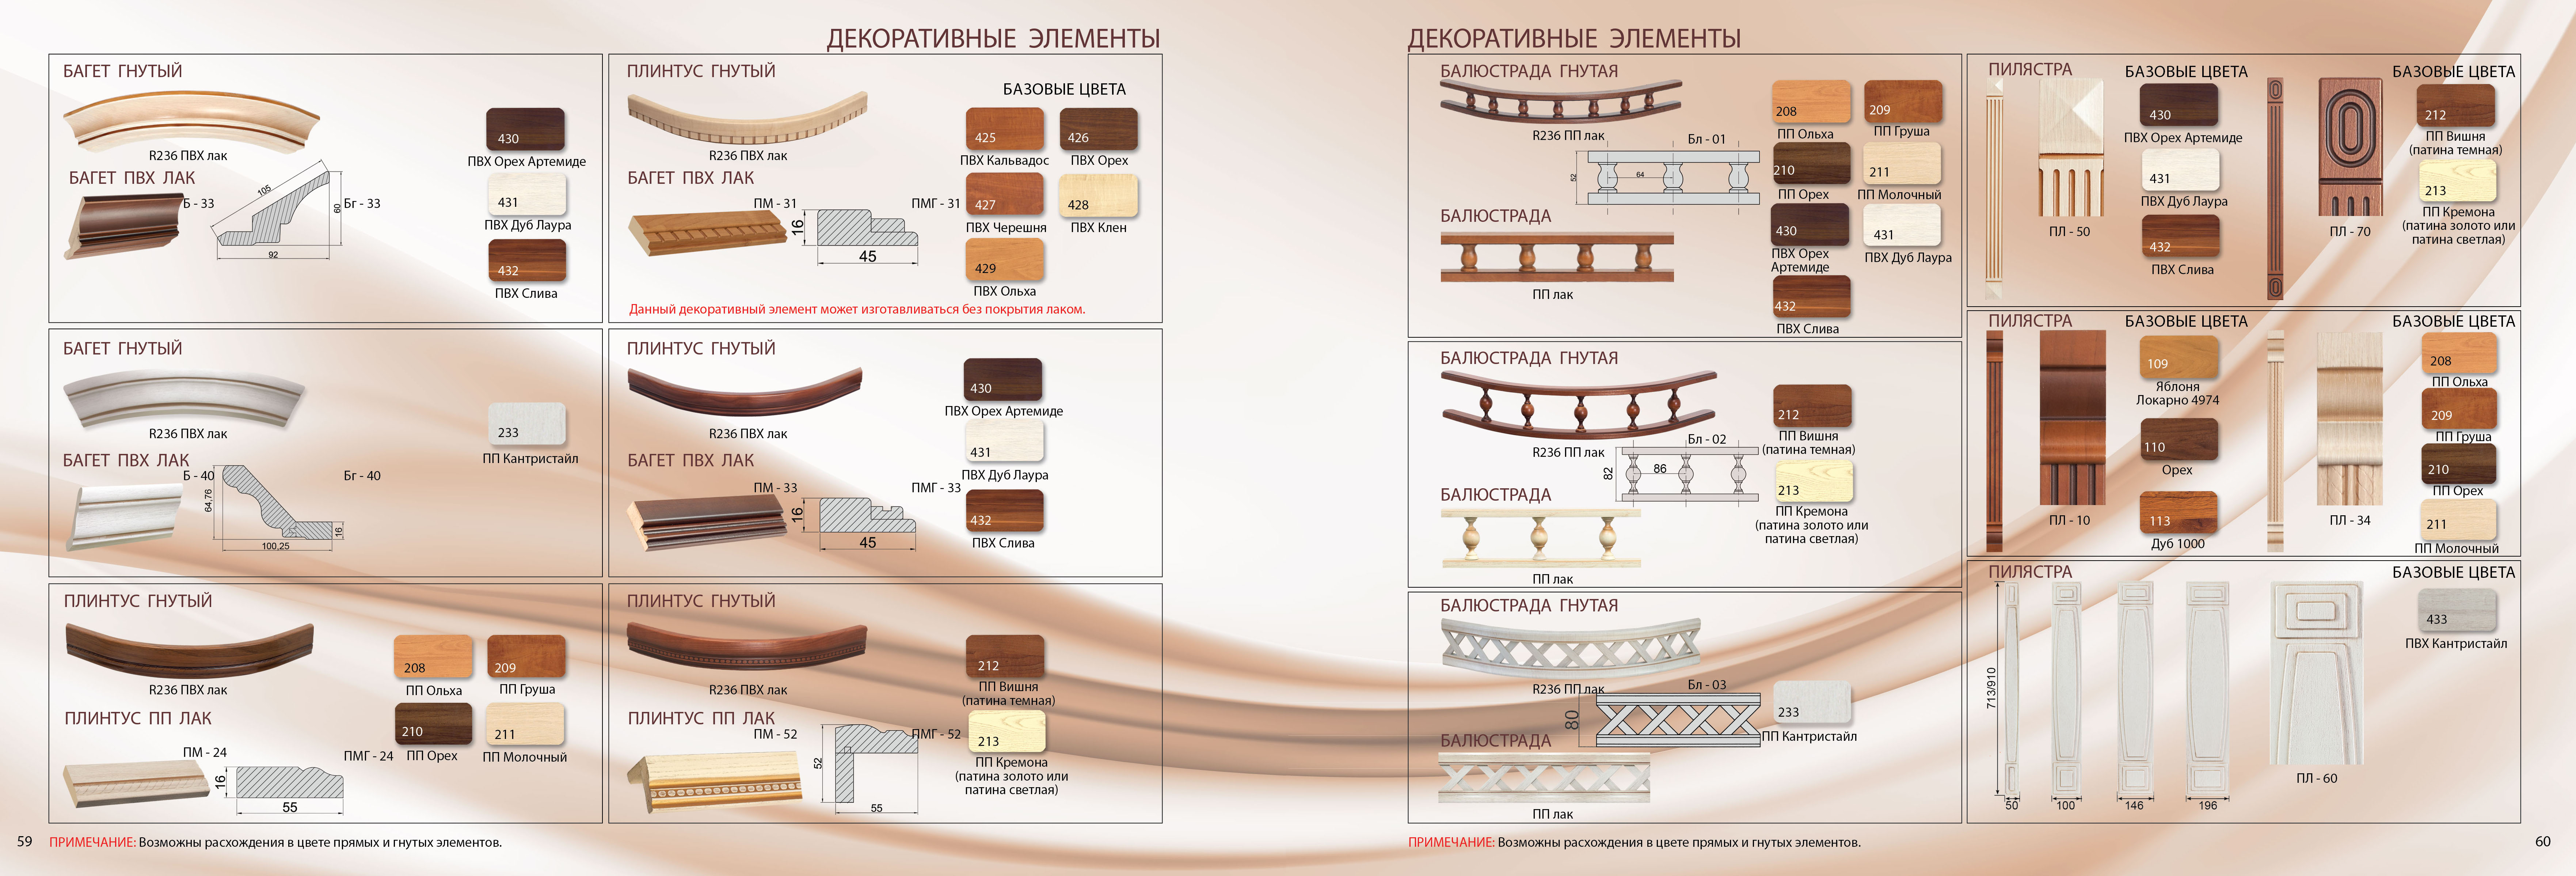 ДЕКОРАТИВНЫЕ ЭЛЕМЕНТЫ
БАГЕТ ГНУТЫЙ
R236 ПВХ лак
БАГЕТ ПВХ ЛАК
Б - 33
Бг - 33
105
60
92
430
ПВХ Орех Артемиде
431
ПВХ Дуб Лаура
432
ПВХ Слива
ПЛИНТУС ГНУТЫЙ
БАЗОВЫЕ ЦВЕТА
R236 ПВХ лак
БАГЕТ ПВХ ЛАК
ПМ - 31
ПМГ - 31
16
45
425
ПВХ Кальвадос
426
ПВХ Орех
427
ПВХ Черешня
428
ПВХ Клен
429
ПВХ Ольха
Данный декоративный элемент может изготавливаться без покрытия лаком.
БАГЕТ ГНУТЫЙ
R236 ПВХ лак
БАГЕТ ПВХ ЛАК
Б - 40
Бг - 40
64,76
16
100,25
233
ПП Кантристайл
ПЛИНТУС ГНУТЫЙ
R236 ПВХ лак
БАГЕТ ПВХ ЛАК
ПМ - 33
ПМГ - 33
16
45
430
ПВХ Орех Артемиде
431
ПВХ Дуб Лаура
432
ПВХ Слива
ПЛИНТУС ГНУТЫЙ
R236 ПВХ лак
ПЛИНТУС ПП ЛАК
ПМ - 24
ПМГ - 24
16
55
208
ПП Ольха
209
ПП Груша
210
ПП Орех
211
ПП Молочный
ПЛИНТУС ГНУТЫЙ
R236 ПВХ лак
ПЛИНТУС ПП ЛАК
ПМ - 52
ПМГ - 52
52
55
212
ПП Вишня
(патина темная)
213
ПП Кремона
(патина золото или
патина светлая)
59
ПРИМЕЧАНИЕ: Возможны расхождения в цвете прямых и гнутых элементов.
ДЕКОРАТИВНЫЕ ЭЛЕМЕНТЫ
БАЛЮСТРАДА ГНУТАЯ
R236 ПП лак
Бл - 01
52
64
БАЛЮСТРАДА
ПП лак
208
ПП Ольха
209
ПП Груша
210
ПП Орех
211
ПП Молочный
430
ПВХ Орех
Артемиде
431
ПВХ Дуб Лаура
432
ПВХ Слива
БАЛЮСТРАДА ГНУТАЯ
R236 ПП лак
Бл - 02
82
86
БАЛЮСТРАДА
ПП лак
212
ПП Вишня
(патина темная)
213
ПП Кремона
(патина золото или
патина светлая)
БАЛЮСТРАДА ГНУТАЯ
R236 ПП лак
Бл - 03
80
БАЛЮСТРАДА
ПП лак
233
ПП Кантристайл
ПИЛЯСТРА
БАЗОВЫЕ ЦВЕТА
ПЛ - 50
430
ПВХ Орех Артемиде
431
ПВХ Дуб Лаура
432
ПВХ Слива
БАЗОВЫЕ ЦВЕТА
ПЛ - 70
212
ПП Вишня
(патина темная)
213
ПП Кремона
(патина золото или
патина светлая)
ПИЛЯСТРА
БАЗОВЫЕ ЦВЕТА
ПЛ - 10
109
Яблоня
Локарно 4974
110
Орех
113
Дуб 1000
БАЗОВЫЕ ЦВЕТА
ПЛ - 34
208
ПП Ольха
209
ПП Груша
210
ПП Орех
211
ПП Молочный
ПИЛЯСТРА
БАЗОВЫЕ ЦВЕТА
713/910
50
100
146
196
ПЛ - 60
433
ПВХ Кантристайл
ПРИМЕЧАНИЕ: Возможны расхождения в цвете прямых и гнутых элементов.
60